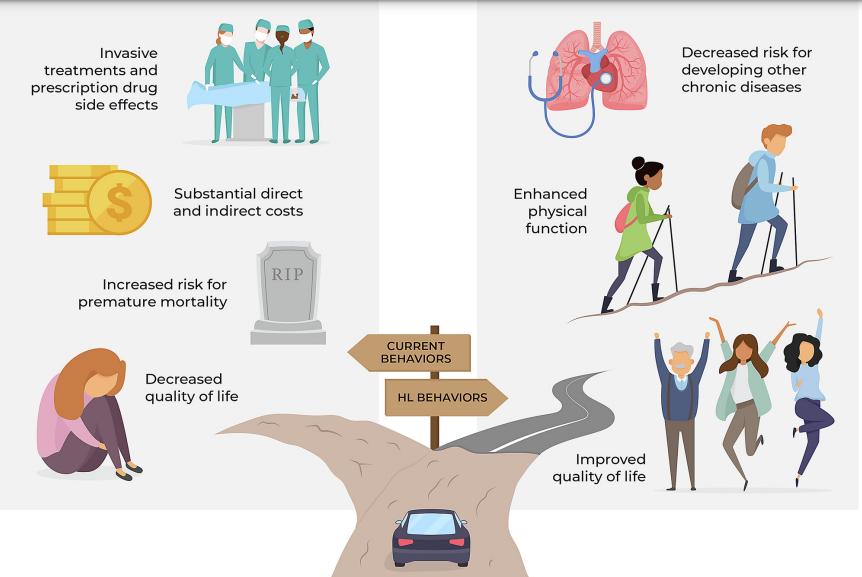 Invasive
treatments and
prescription drug
side effects
Substantial direct
and indirect costs
$
Increased risk for
premature mortality
RIP
Decreased
quality of life
CURRENT
BEHAVIORS
HL BEHAVIORS
Decreased risk for
developing other
chronic diseases
Enhanced
physical
function
Improved
quality of life